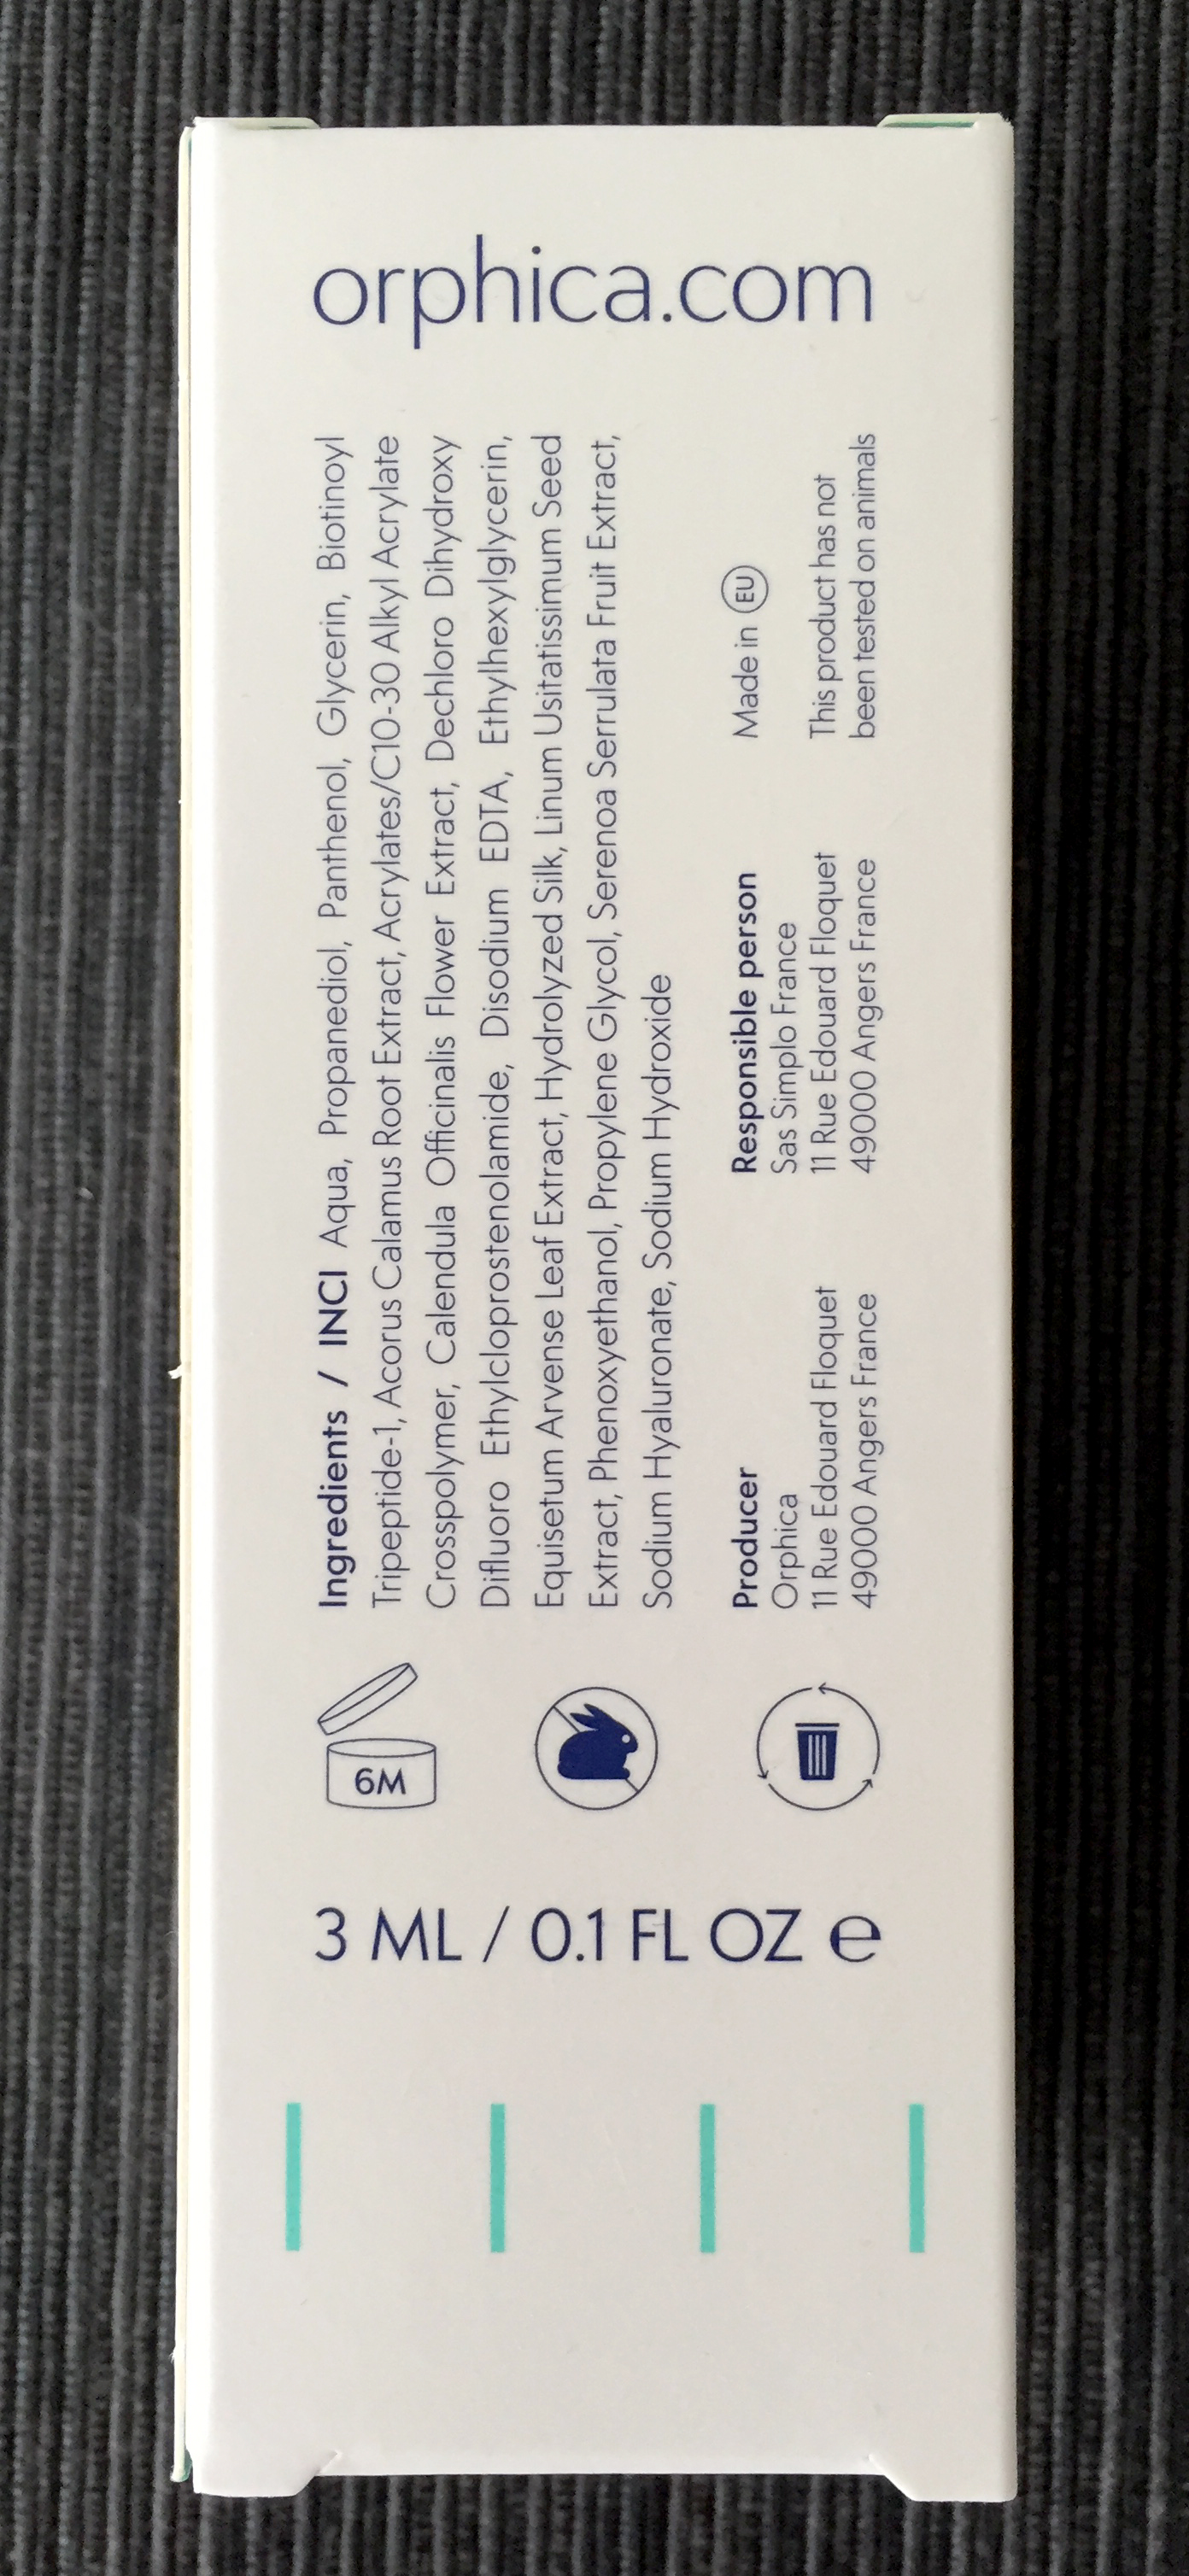 orphica.com
Ingredients / INCI Aqua, Propanediol, Panthenol, Glycerin, Biotinoyl
Tripeptide-1, Acorus Calamus Root Extract, Acrylates/C10-30 Alkyl Acrylate
Crosspolymer, Calendula Officinalis Flower Extract, Dechloro Dihydroxy
Difluoro Ethylcloprostenolamide, Disodium EDTA, Ethylhexylglycerin,
Equisetum Arvense Leaf Extract, Hydrolyzed Silk, Linum Usitatissimum Seed
Extract, Phenoxyethanol, Propylene Glycol, Serenoa Serrulata Fruit Extract,
Sodium Hyaluronate, Sodium Hydroxide
Producer
Orphica
11 Rue Edouard Floquet
49000 Angers France
Responsible person
Sas Simplo France
11 Rue Edouard Floquet
49000 Angers France
Made in EU
This product has not
been tested on animals
6M
3 ML / 0.1 FL OZ e